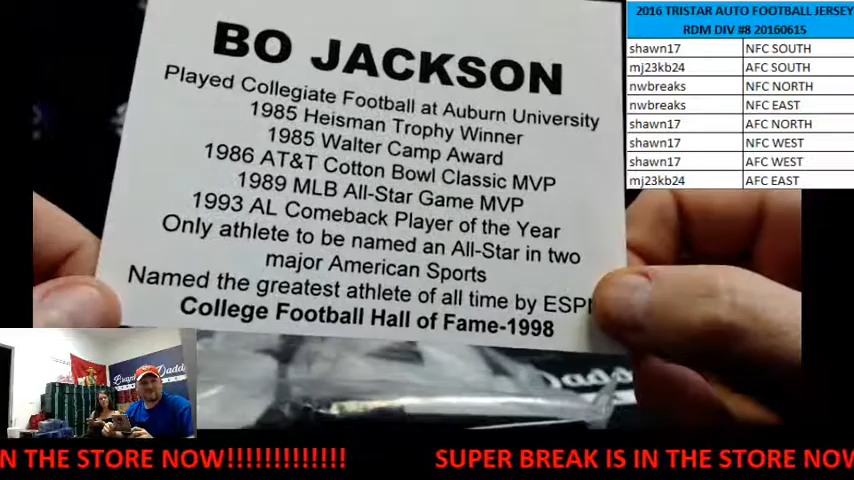 BO JACKSON
Played Collegiate Football at Auburn University
1985 Heisman Trophy Winner
1985 Walter Camp Award
1986 AT&T Cotton Bowl Classic MVP
1989 MLB All-Star Game MVP
1993 AL Comeback Player of the Year
Only athlete to be named an All-Star in two
major American Sports
Named the greatest athlete of all time by ESP
College Football Hall of Fame-1998
2016 TRISTAR AUTO FOOTBALL JERSEY
RDM DIV #8 20160615
shawn17 NFC SOUTH
mj23kb24 AFC SOUTH
nwbreaks NFC NORTH
nwbreaks NFC EAST
shawn17 AFC NORTH
shawn17 NFC WEST
shawn17 AFC WEST
mj23kb24 AFC EAST
Daddy
N THE STORE NOW!!!!!!!!!!!!!! SUPER BREAK IS IN THE STORE NOW